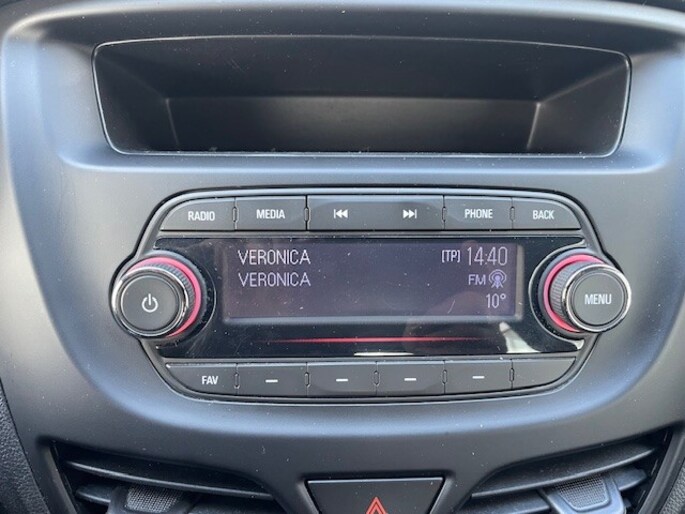 RADIO MEDIA PHONE BACK
VERONICA [TP] 14:40
VERONICA FM
10°
MENU
FAV